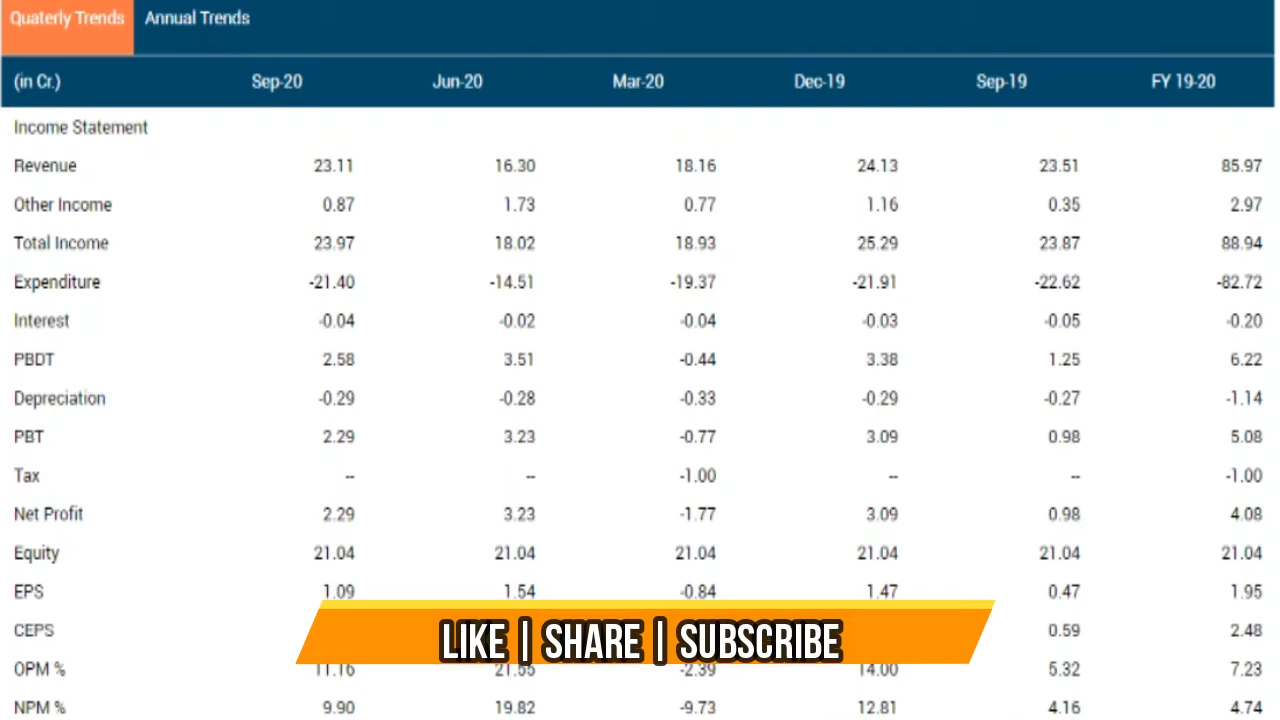 Quaterly Trends Annual Trends
(in Cr.) Sep-20 Jun-20 Mar-20 Dec-19 Sep-19 FY 19-20
Income Statement
Revenue 23.11 16.30 18.16 24.13 23.51 85.97
Other Income 0.87 1.73 0.77 1.16 0.35 2.97
Total Income 23.97 18.02 18.93 25.29 23.87 88.94
Expenditure -21.40 -14.51 -19.37 -21.91 -22.62 -82.72
Interest -0.04 -0.02 -0.04 -0.03 -0.05 -0.20
PBDT 2.58 3.51 -0.44 3.38 1.25 6.22
Depreciation -0.29 -0.28 -0.33 -0.29 -0.27 -1.14
PBT 2.29 3.23 -0.77 3.09 0.98 5.08
Tax -- -- -1.00 -- -- -1.00
Net Profit 2.29 3.23 -1.77 3.09 0.98 4.08
Equity 21.04 21.04 21.04 21.04 21.04 21.04
EPS 1.09 1.54 -0.84 1.47 0.47 1.95
CEPS 0.59 2.48
LIKE | SHARE | SUBSCRIBE
OPM % 11.16 -2.39 14.00 5.32 7.23
NPM % 9.90 19.82 -9.73 12.81 4.16 4.74